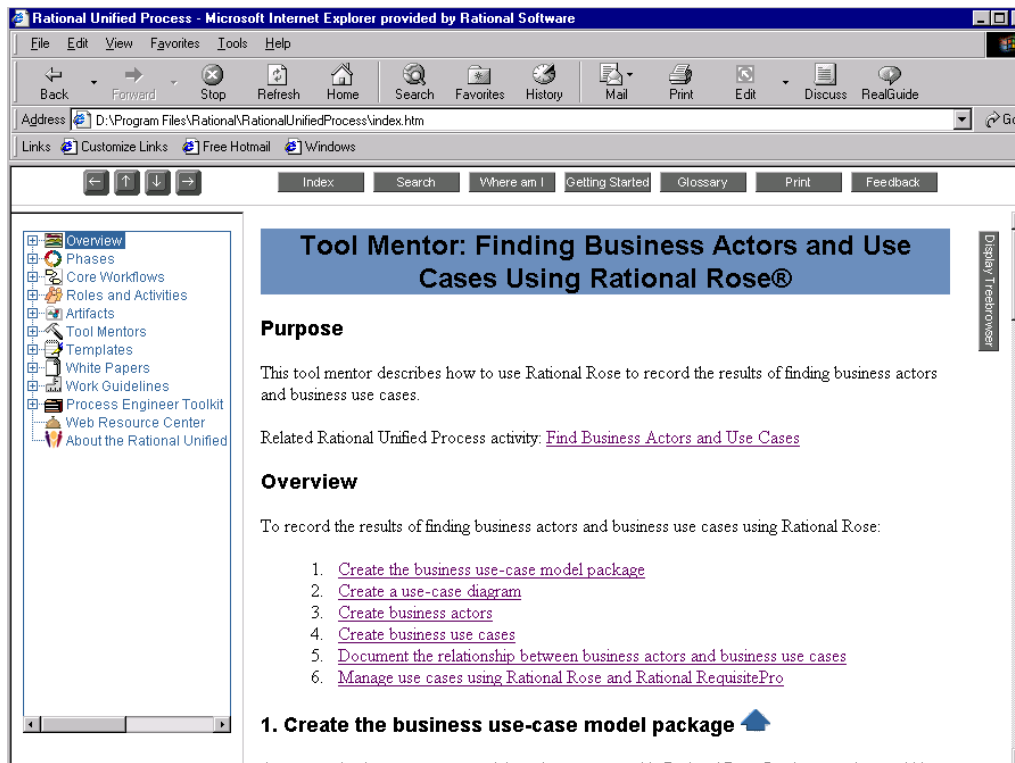 Rational Unified Process - Microsoft Internet Explorer provided by Rational Software
File Edit View Favorites Tools Help
Back Forward Stop Refresh Home Search Favorites History Mail Print Edit Discuss RealGuide
Address D:\Program Files\Rational\RationalUnifiedProcess\index.htm
Links Customize Links Free Hotmail Windows
Index Search Where am I Getting Started Glossary Print Feedback
Overview
Phases
Core Workflows
Roles and Activities
Artifacts
Tool Mentors
Templates
White Papers
Work Guidelines
Process Engineer Toolkit
Web Resource Center
About the Rational Unified
Display Treebrowser
Tool Mentor: Finding Business Actors and Use
Cases Using Rational Rose®
Purpose
This tool mentor describes how to use Rational Rose to record the results of finding business actors
and business use cases.
Related Rational Unified Process activity: Find Business Actors and Use Cases
Overview
To record the results of finding business actors and business use cases using Rational Rose:
1. Create the business use-case model package
2. Create a use-case diagram
3. Create business actors
4. Create business use cases
5. Document the relationship between business actors and business use cases
6. Manage use cases using Rational Rose and Rational RequisitePro
1. Create the business use-case model package